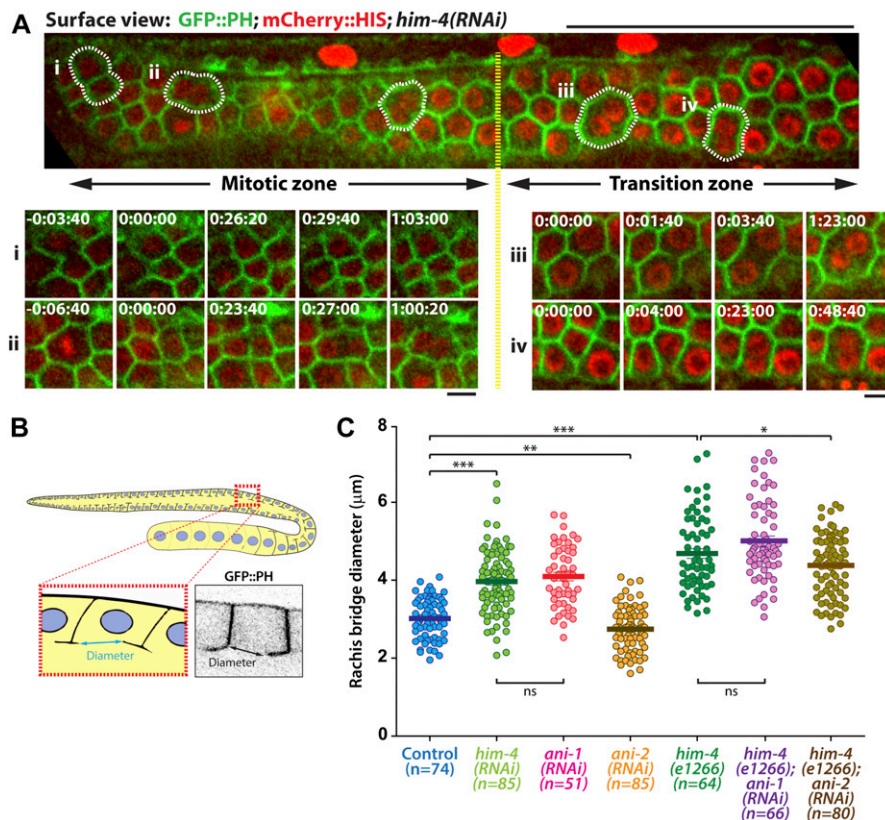 A
Surface view: GFP::PH; mCherry::HIS; him-4(RNAi)
i
ii
iii
iv
Mitotic zone
Transition zone
i
-0:03:40
0:00:00
0:26:20
0:29:40
1:03:00
ii
-0:06:40
0:00:00
0:23:40
0:27:00
1:00:20
iii
0:00:00
0:01:40
0:03:40
1:23:00
iv
0:00:00
0:04:00
0:23:00
0:48:40
B
GFP::PH
Diameter
Diameter
C
Rachis bridge diameter (μm)
8
6
4
2
0
***
**
***
*
ns
ns
Control
(n=74)
him-4
(RNAi)
(n=85)
ani-1
(RNAi)
(n=51)
ani-2
(RNAi)
(n=85)
him-4
(e1266)
(n=64)
him-4
(e1266);
ani-1
(RNAi)
(n=66)
him-4
(e1266);
ani-2
(RNAi)
(n=80)